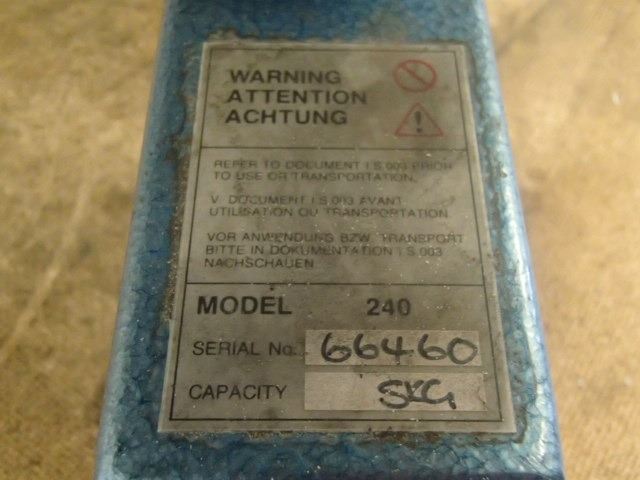 WARNING
ATTENTION
ACHTUNG
REFER TO DOCUMENT I.S.003 PRIOR
TO USE OR TRANSPORTATION.
V. DOCUMENT I.S.003 AVANT
UTILISATION OU TRANSPORTATION
VOR ANWENDUNG BZW. TRANSPORT
BITTE IN DOKUMENTATION I.S.003
NACHSCHAUEN
MODEL 240
SERIAL No. 66460
CAPACITY 5KG